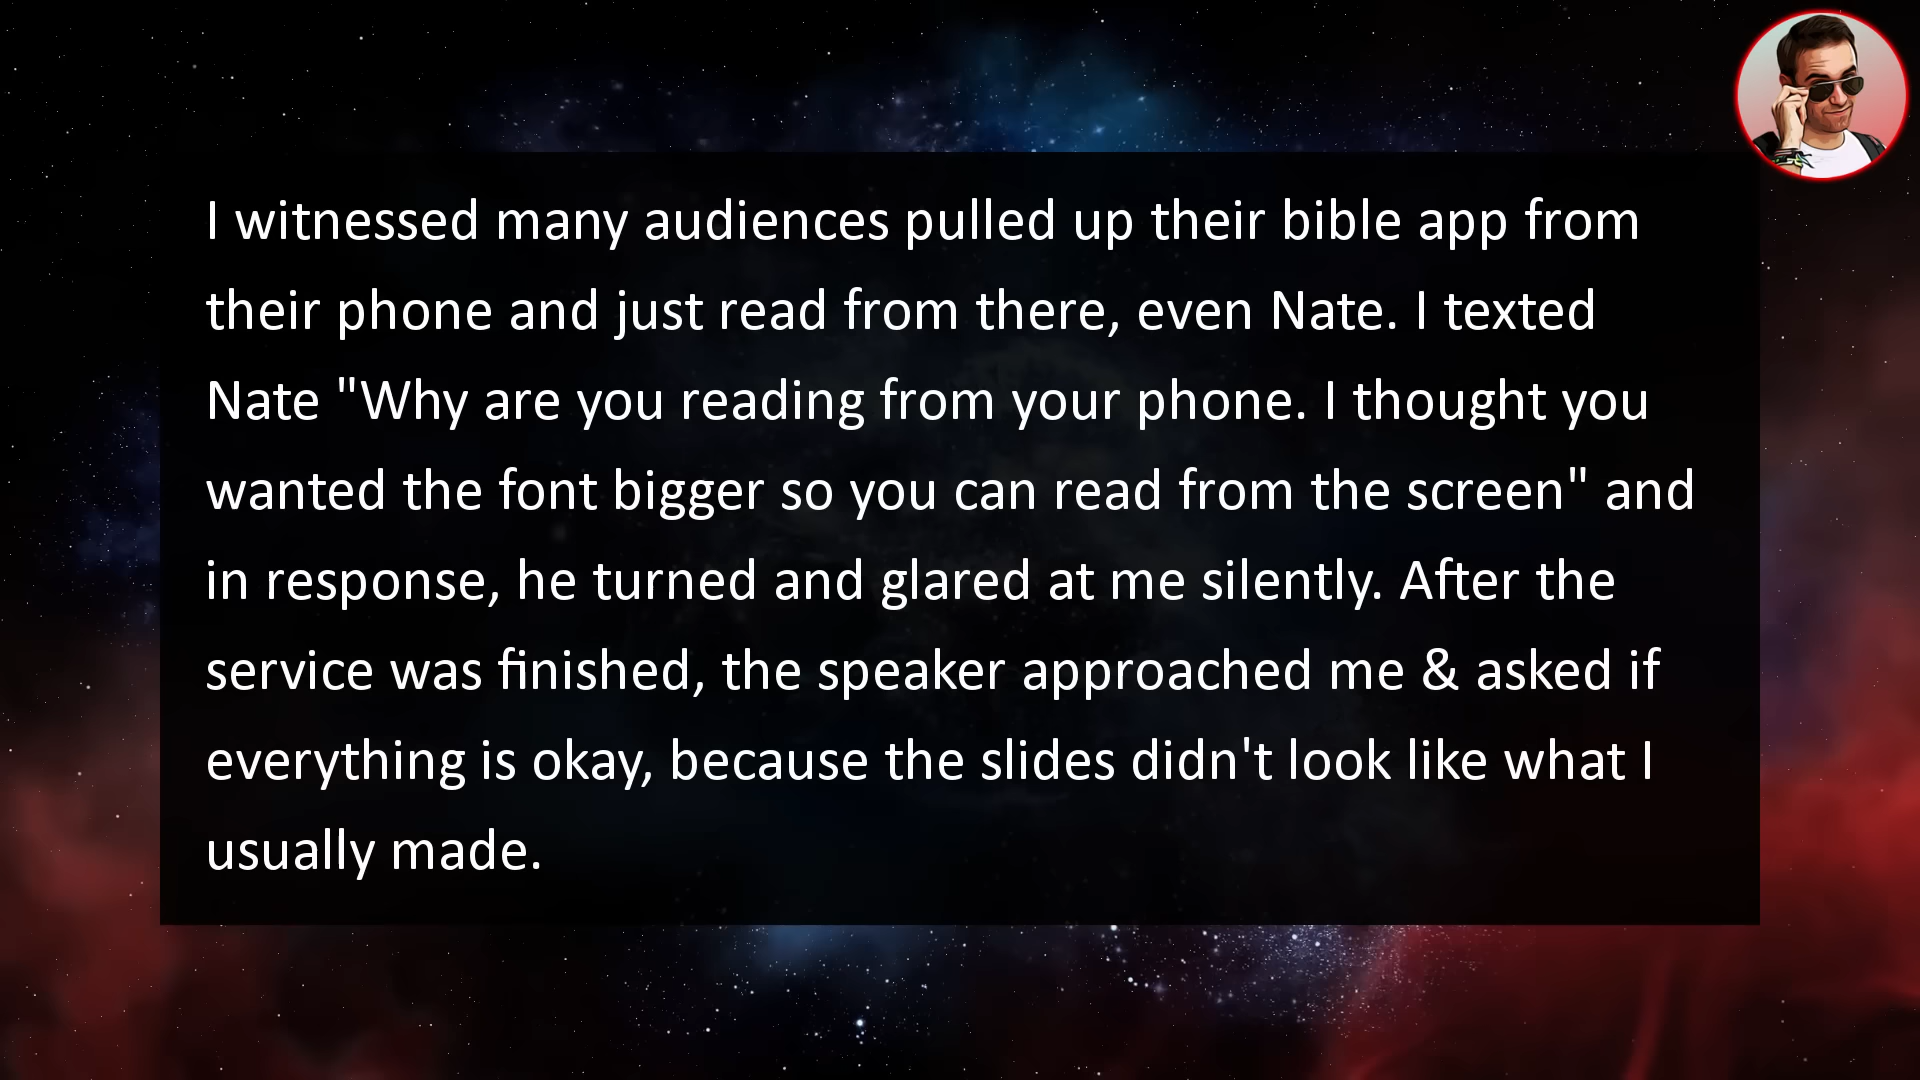 I witnessed many audiences pulled up their bible app from
their phone and just read from there, even Nate. I texted
Nate "Why are you reading from your phone. I thought you
wanted the font bigger so you can read from the screen" and
in response, he turned and glared at me silently. After the
service was finished, the speaker approached me & asked if
everything is okay, because the slides didn't look like what I
usually made.